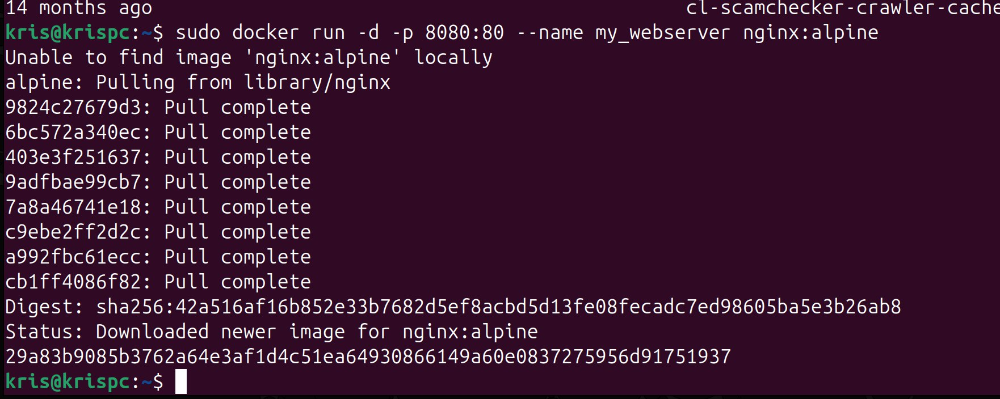 14 months ago cl-scamchecker-crawler-cache
kris@krispc:~$ sudo docker run -d -p 8080:80 --name my_webserver nginx:alpine
Unable to find image 'nginx:alpine' locally
alpine: Pulling from library/nginx
9824c27679d3: Pull complete
6bc572a340ec: Pull complete
403e3f251637: Pull complete
9adfbae99cb7: Pull complete
7a8a46741e18: Pull complete
c9ebe2ff2d2c: Pull complete
a992fbc61ecc: Pull complete
cb1ff4086f82: Pull complete
Digest: sha256:42a516af16b852e33b7682d5ef8acbd5d13fe08fecadc7ed98605ba5e3b26ab8
Status: Downloaded newer image for nginx:alpine
29a83b9085b3762a64e3af1d4c51ea64930866149a60e0837275956d91751937
kris@krispc:~$